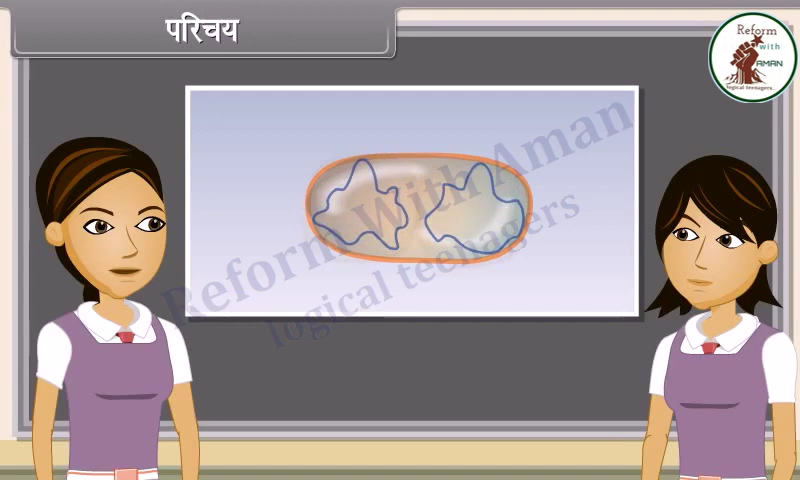 परिचय
Reform
with
AMAN
logical teenagers.
Reform With Aman
logical teenagers